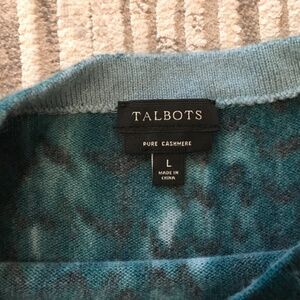 TALBOTS
PURE CASHMERE
L
MADE IN
CHINA